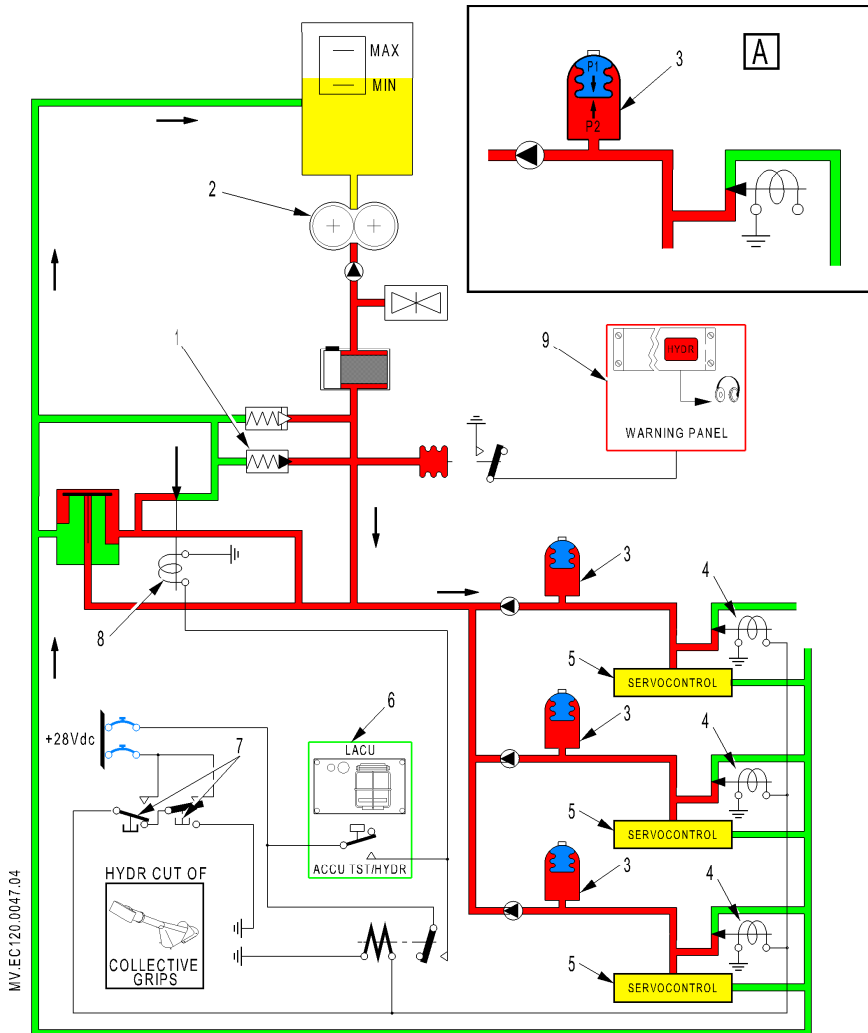 MAX
MIN
2
A
3
P1
P2
1
9
HYDR
WARNING PANEL
8
3
4
5
SERVOCONTROL
+28Vdc
7
6
LACU
ACCU TST/HYDR
3
4
5
SERVOCONTROL
HYDR CUT OF
COLLECTIVE
GRIPS
3
4
5
SERVOCONTROL
MV.EC120.0047.04